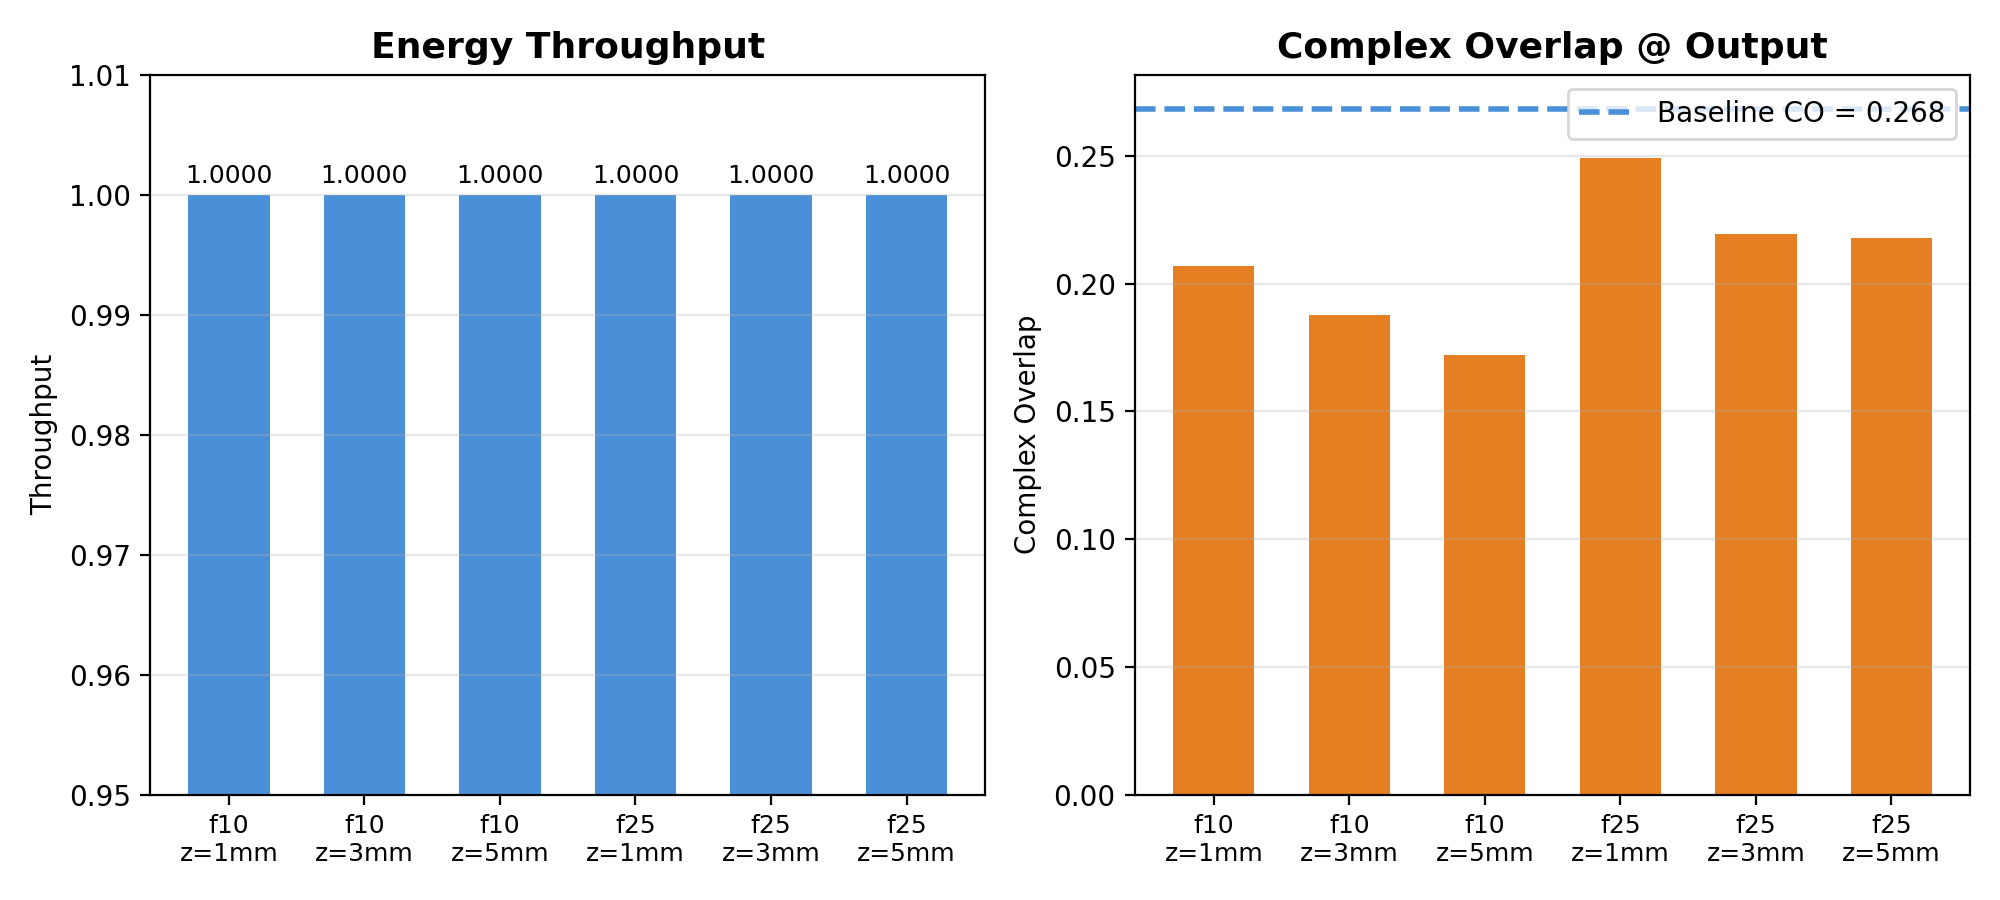 Energy Throughput
1.01
1.00
0.99
0.98
0.97
0.96
0.95
Throughput
1.0000 1.0000 1.0000 1.0000 1.0000 1.0000
f10 f10 f10 f25 f25 f25
z=1mm z=3mm z=5mm z=1mm z=3mm z=5mm
Complex Overlap @ Output
Baseline CO = 0.268
0.25
0.20
0.15
0.10
0.05
0.00
Complex Overlap
f10 f10 f10 f25 f25 f25
z=1mm z=3mm z=5mm z=1mm z=3mm z=5mm